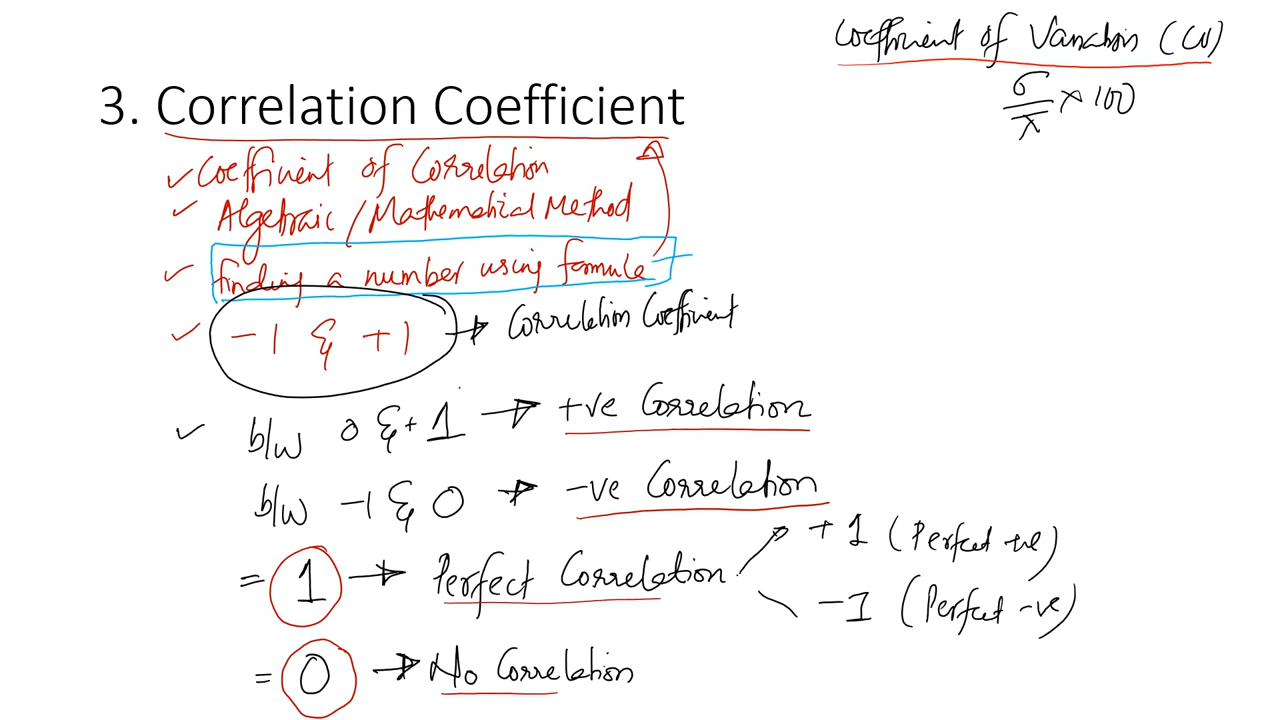 Coefficient of Variation (CV)
σ/x̄ × 100
3. Correlation Coefficient
✓ Coefficient of Correlation
✓ Algebraic / Mathematical Method
✓ finding a number using formula
✓ -1 & +1 → Correlation Coefficient
✓ b/w 0 & +1 → +ve Correlation
b/w -1 & 0 → -ve Correlation
+1 (Perfect +ve)
= 1 → Perfect Correlation
-1 (Perfect -ve)
= 0 → No Correlation